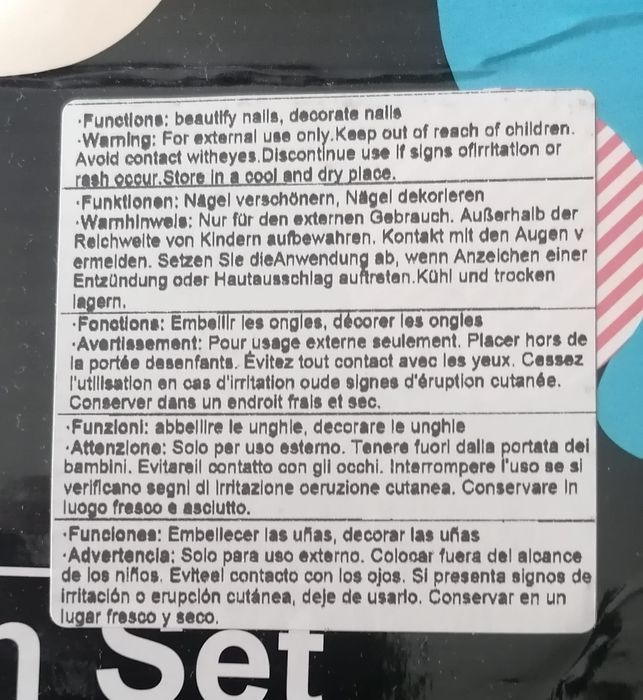 ·Functions: beautify nails, decorate nails
·Warning: For external use only.Keep out of reach of children.
Avoid contact witheyes.Discontinue use if signs ofirritation or
rash occur.Store in a cool and dry place.
·Funktionen: Nägel verschönern, Nägel dekorieren
·Warnhinweis: Nur für den externen Gebrauch. Außerhalb der
Reichweite von Kindern aufbewahren. Kontakt mit den Augen v
ermeiden. Setzen Sie dieAnwendung ab, wenn Anzeichen einer
Entzündung oder Hautausschlag auftreten.Kühl und trocken
lagern.
·Fonctions: Embellir les ongles, décorer les ongles
·Avertissement: Pour usage externe seulement. Placer hors de
la portée desenfants. Évitez tout contact avec les yeux. Cessez
l'utilisation en cas d'irritation oude signes d'éruption cutanée.
Conserver dans un endroit frais et sec.
·Funzioni: abbellire le unghie, decorare le unghie
·Attenzione: Solo per uso esterno. Tenere fuori dalla portata dei
bambini. Evitareil contatto con gli occhi. Interrompere l'uso se si
verificano segni di irritazione oeruzione cutanea. Conservare in
luogo fresco e asciutto.
·Funciones: Embellecer las uñas, decorar las uñas
·Advertencia: Solo para uso externo. Colocar fuera del alcance
de los niños. Eviteel contacto con los ojos. Si presenta signos de
irritación o erupción cutánea, deje de usarlo. Conservar en un
lugar fresco y seco.
n Set